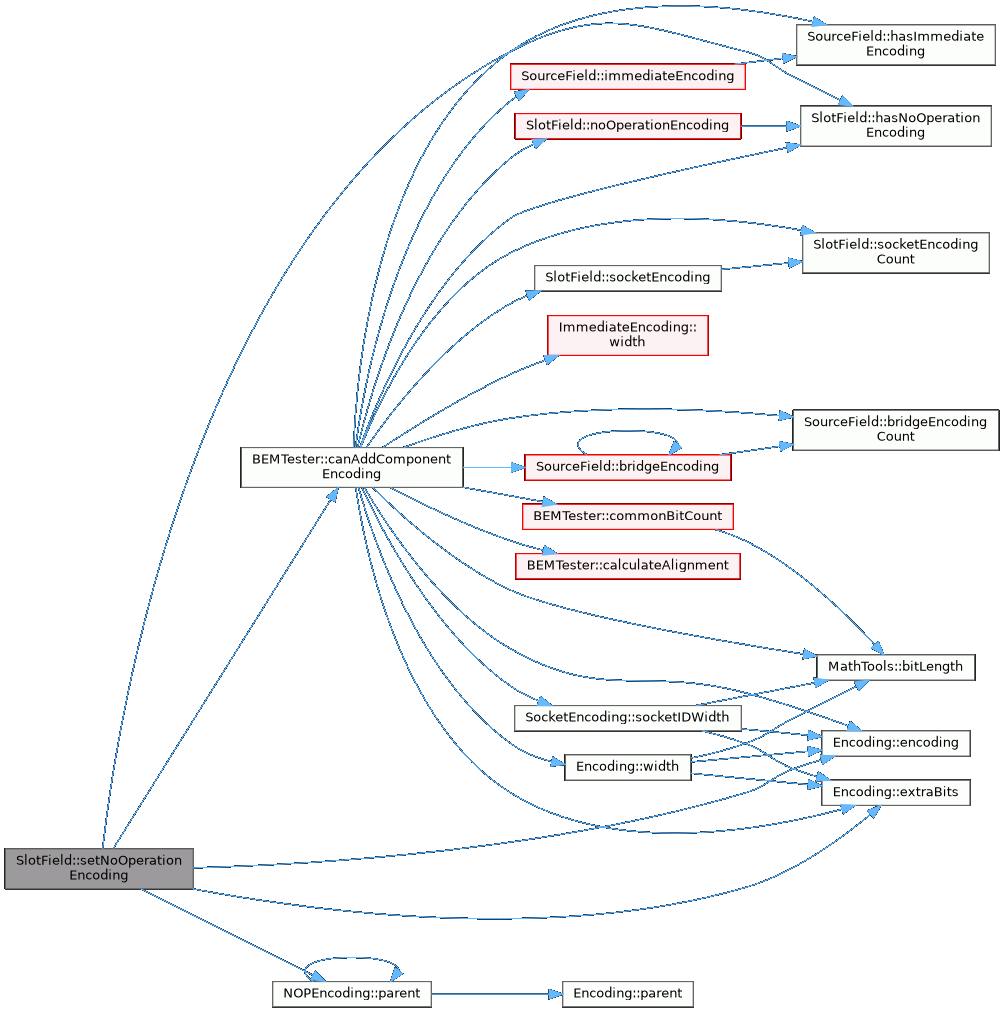 SourceField::hasImmediate
Encoding
SourceField::immediateEncoding
SlotField::noOperationEncoding
SlotField::hasNoOperation
Encoding
SlotField::socketEncoding
Count
SlotField::socketEncoding
ImmediateEncoding::
width
SourceField::bridgeEncoding
Count
BEMTester::canAddComponent
Encoding
SourceField::bridgeEncoding
BEMTester::commonBitCount
BEMTester::calculateAlignment
MathTools::bitLength
SocketEncoding::socketIDWidth
Encoding::encoding
Encoding::width
Encoding::extraBits
SlotField::setNoOperation
Encoding
NOPEncoding::parent
Encoding::parent